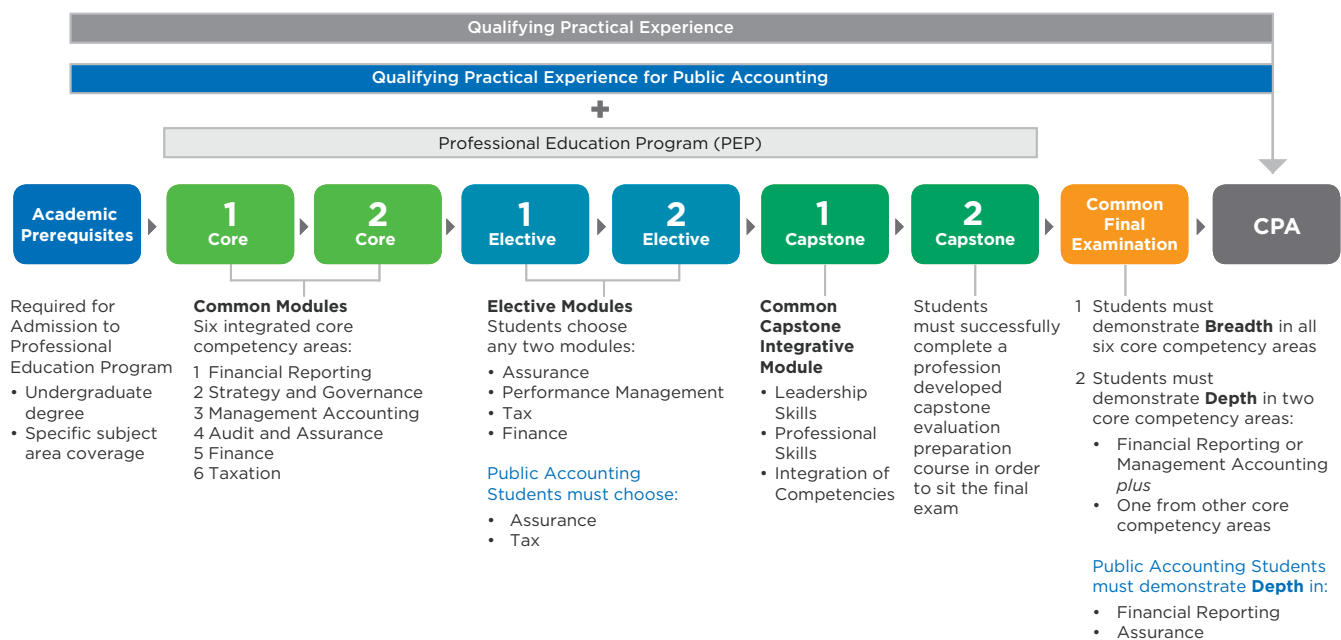 Qualifying Practical Experience
Qualifying Practical Experience for Public Accounting
+
Professional Education Program (PEP)
Academic
Prerequisites
1
Core
2
Core
1
Elective
2
Elective
1
Capstone
2
Capstone
Common
Final
Examination
CPA
Required for
Admission to
Professional
Education Program
• Undergraduate
degree
• Specific subject
area coverage
Common Modules
Six integrated core
competency areas:
1 Financial Reporting
2 Strategy and Governance
3 Management Accounting
4 Audit and Assurance
5 Finance
6 Taxation
Elective Modules
Students choose
any two modules:
• Assurance
• Performance Management
• Tax
• Finance
Public Accounting
Students must choose:
• Assurance
• Tax
Common
Capstone
Integrative
Module
• Leadership
Skills
• Professional
Skills
• Integration of
Competencies
Students
must successfully
complete a
profession
developed
capstone
evaluation
preparation
course in order
to sit the final
exam
1 Students must
demonstrate Breadth in all
six core competency areas
2 Students must
demonstrate Depth in two
core competency areas:
• Financial Reporting or
Management Accounting
plus
• One from other core
competency areas
Public Accounting Students
must demonstrate Depth in:
• Financial Reporting
• Assurance